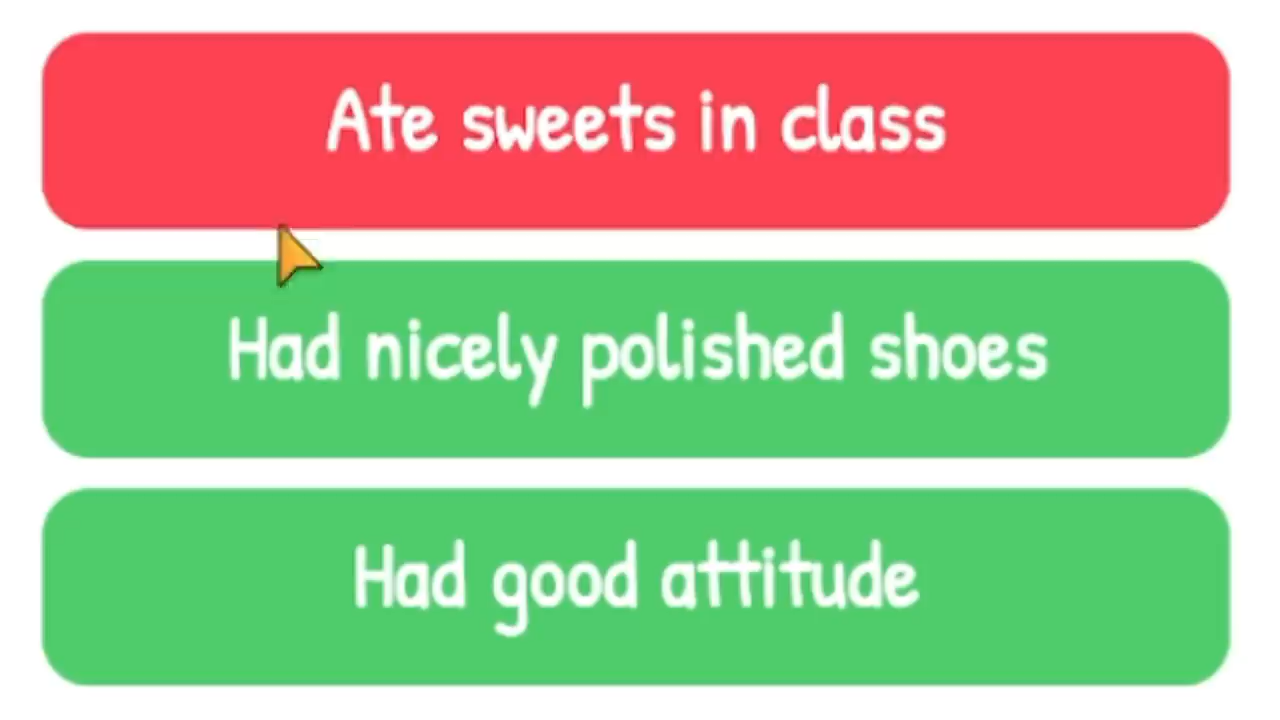 Ate sweets in class
Had nicely polished shoes
Had good attitude